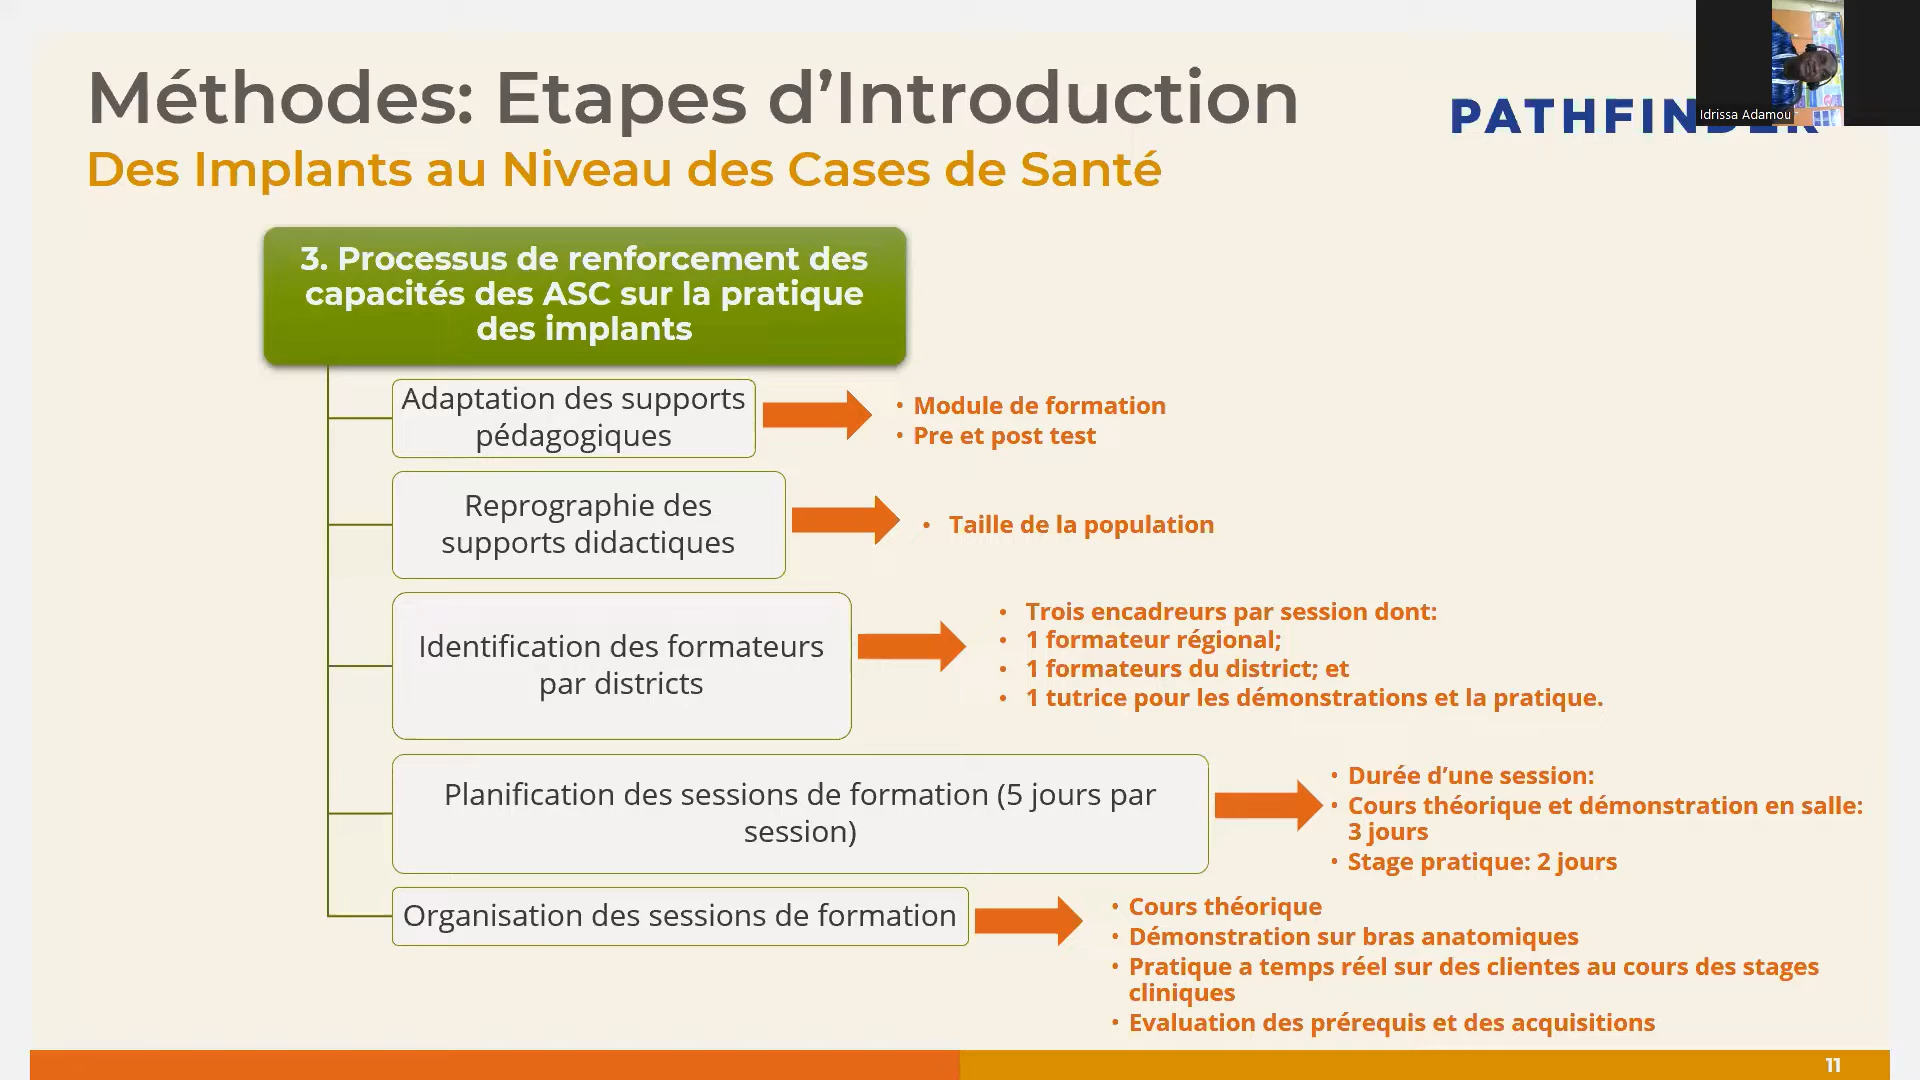 Méthodes: Etapes d’Introduction
Des Implants au Niveau des Cases de Santé
PATHFINDER
Idrissa Adamou
3. Processus de renforcement des
capacités des ASC sur la pratique
des implants
Adaptation des supports
pédagogiques
• Module de formation
• Pre et post test
Reprographie des
supports didactiques
• Taille de la population
Identification des formateurs
par districts
• Trois encadreurs par session dont:
• 1 formateur régional;
• 1 formateurs du district; et
• 1 tutrice pour les démonstrations et la pratique.
Planification des sessions de formation (5 jours par
session)
• Durée d’une session:
• Cours théorique et démonstration en salle:
3 jours
• Stage pratique: 2 jours
Organisation des sessions de formation
• Cours théorique
• Démonstration sur bras anatomiques
• Pratique a temps réel sur des clientes au cours des stages
cliniques
• Evaluation des prérequis et des acquisitions
11